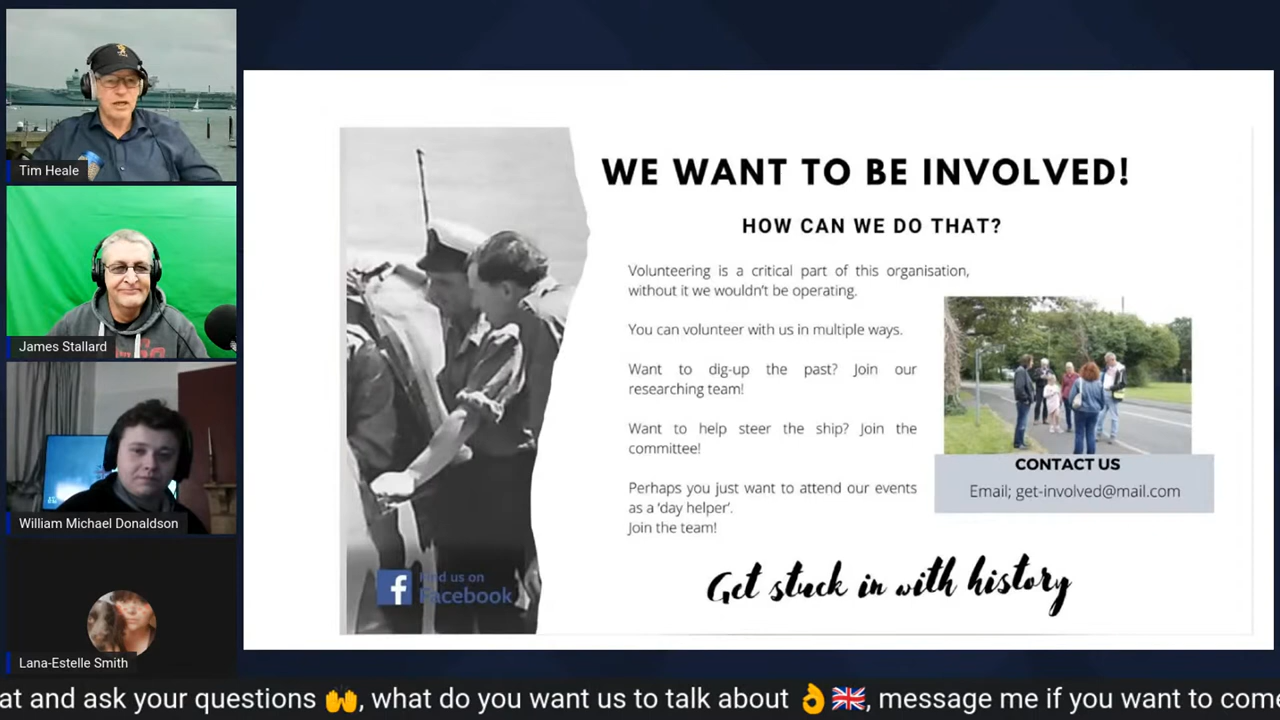 Tim Heale
James Stallard
William Michael Donaldson
Lana-Estelle Smith
WE WANT TO BE INVOLVED!
HOW CAN WE DO THAT?
Volunteering is a critical part of this organisation,
without it we wouldn't be operating.
You can volunteer with us in multiple ways.
Want to dig-up the past? Join our
researching team!
Want to help steer the ship? Join the
committee!
Perhaps you just want to attend our events
as a 'day helper'.
Join the team!
CONTACT US
Email; get-involved@mail.com
Get stuck in with history
f Find us on
Facebook
at and ask your questions 🙌, what do you want us to talk about 👌🇬🇧, message me if you want to come